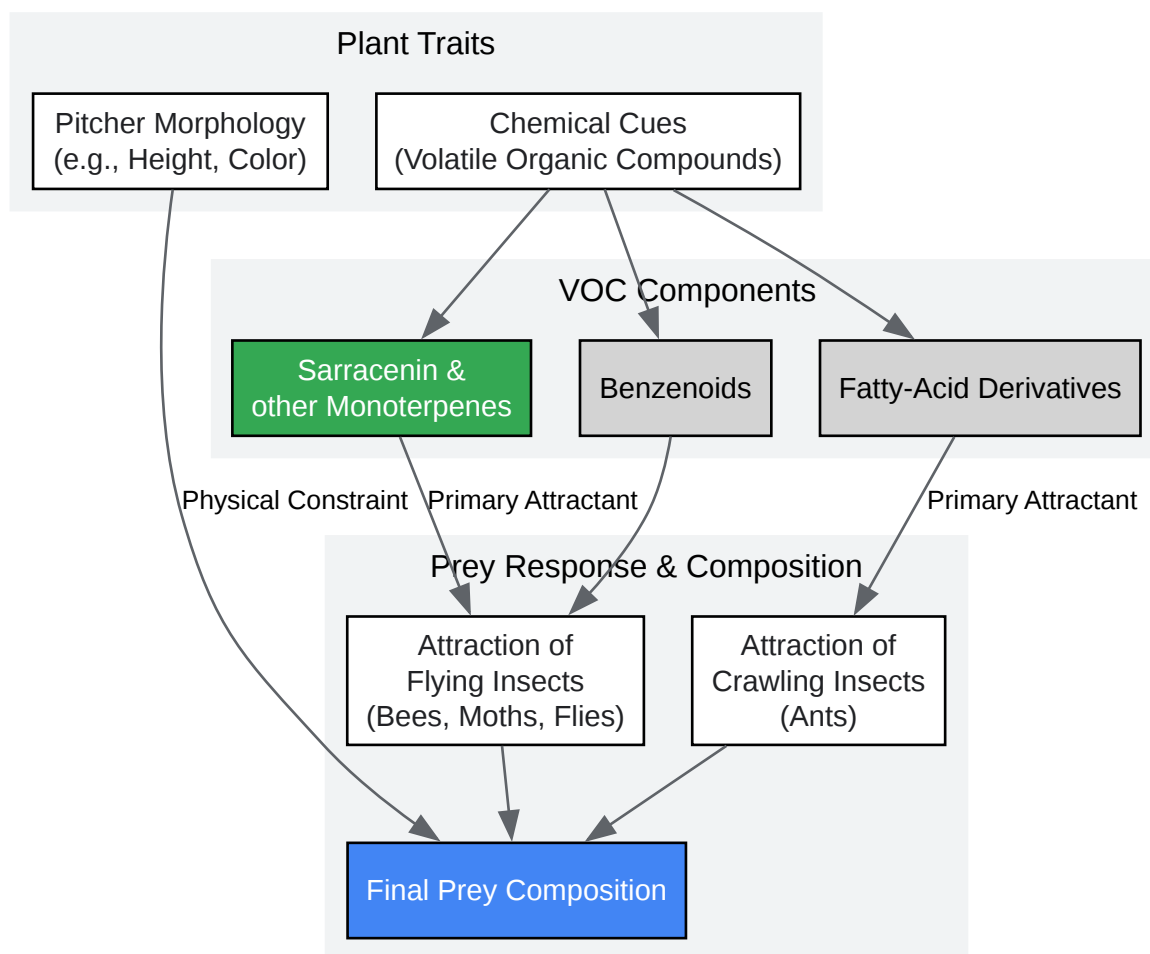 Plant Traits
Pitcher Morphology
(e.g., Height, Color)
Chemical Cues
(Volatile Organic Compounds)
VOC Components
Sarracenin &
other Monoterpenes
Benzenoids
Fatty-Acid Derivatives
Physical Constraint
Primary Attractant
Primary Attractant
Prey Response & Composition
Attraction of
Flying Insects
(Bees, Moths, Flies)
Attraction of
Crawling Insects
(Ants)
Final Prey Composition